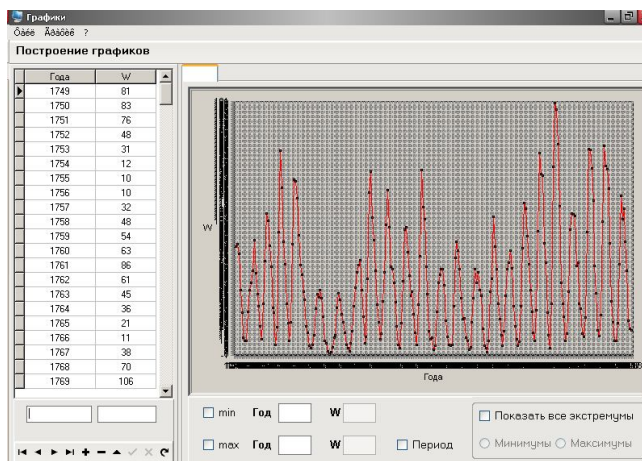 Графики
Ôàéë Ãðàôèê ?
Построение графиков
Года W
1749 81
1750 83
1751 76
1752 48
1753 31
1754 12
1755 10
1756 10
1757 32
1758 48
1759 54
1760 63
1761 86
1762 61
1763 45
1764 36
1765 21
1766 11
1767 38
1768 70
1769 106
W
Года
min Год W
max Год W Период
Показать все экстремумы
Минимумы Максимумы